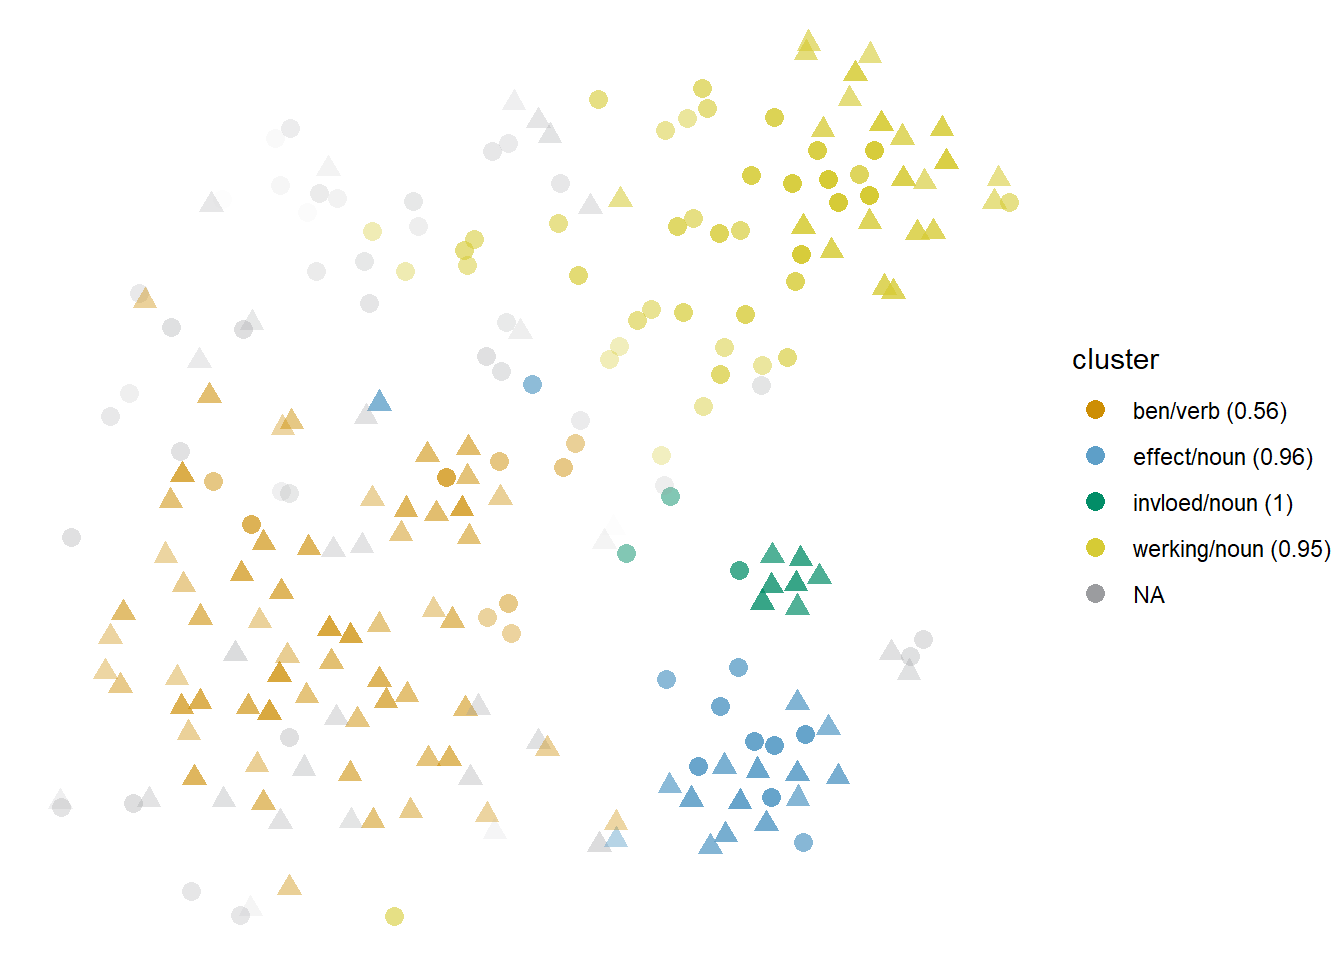 cluster
ben/verb (0.56)
effect/noun (0.96)
invloed/noun (1)
werking/noun (0.95)
NA